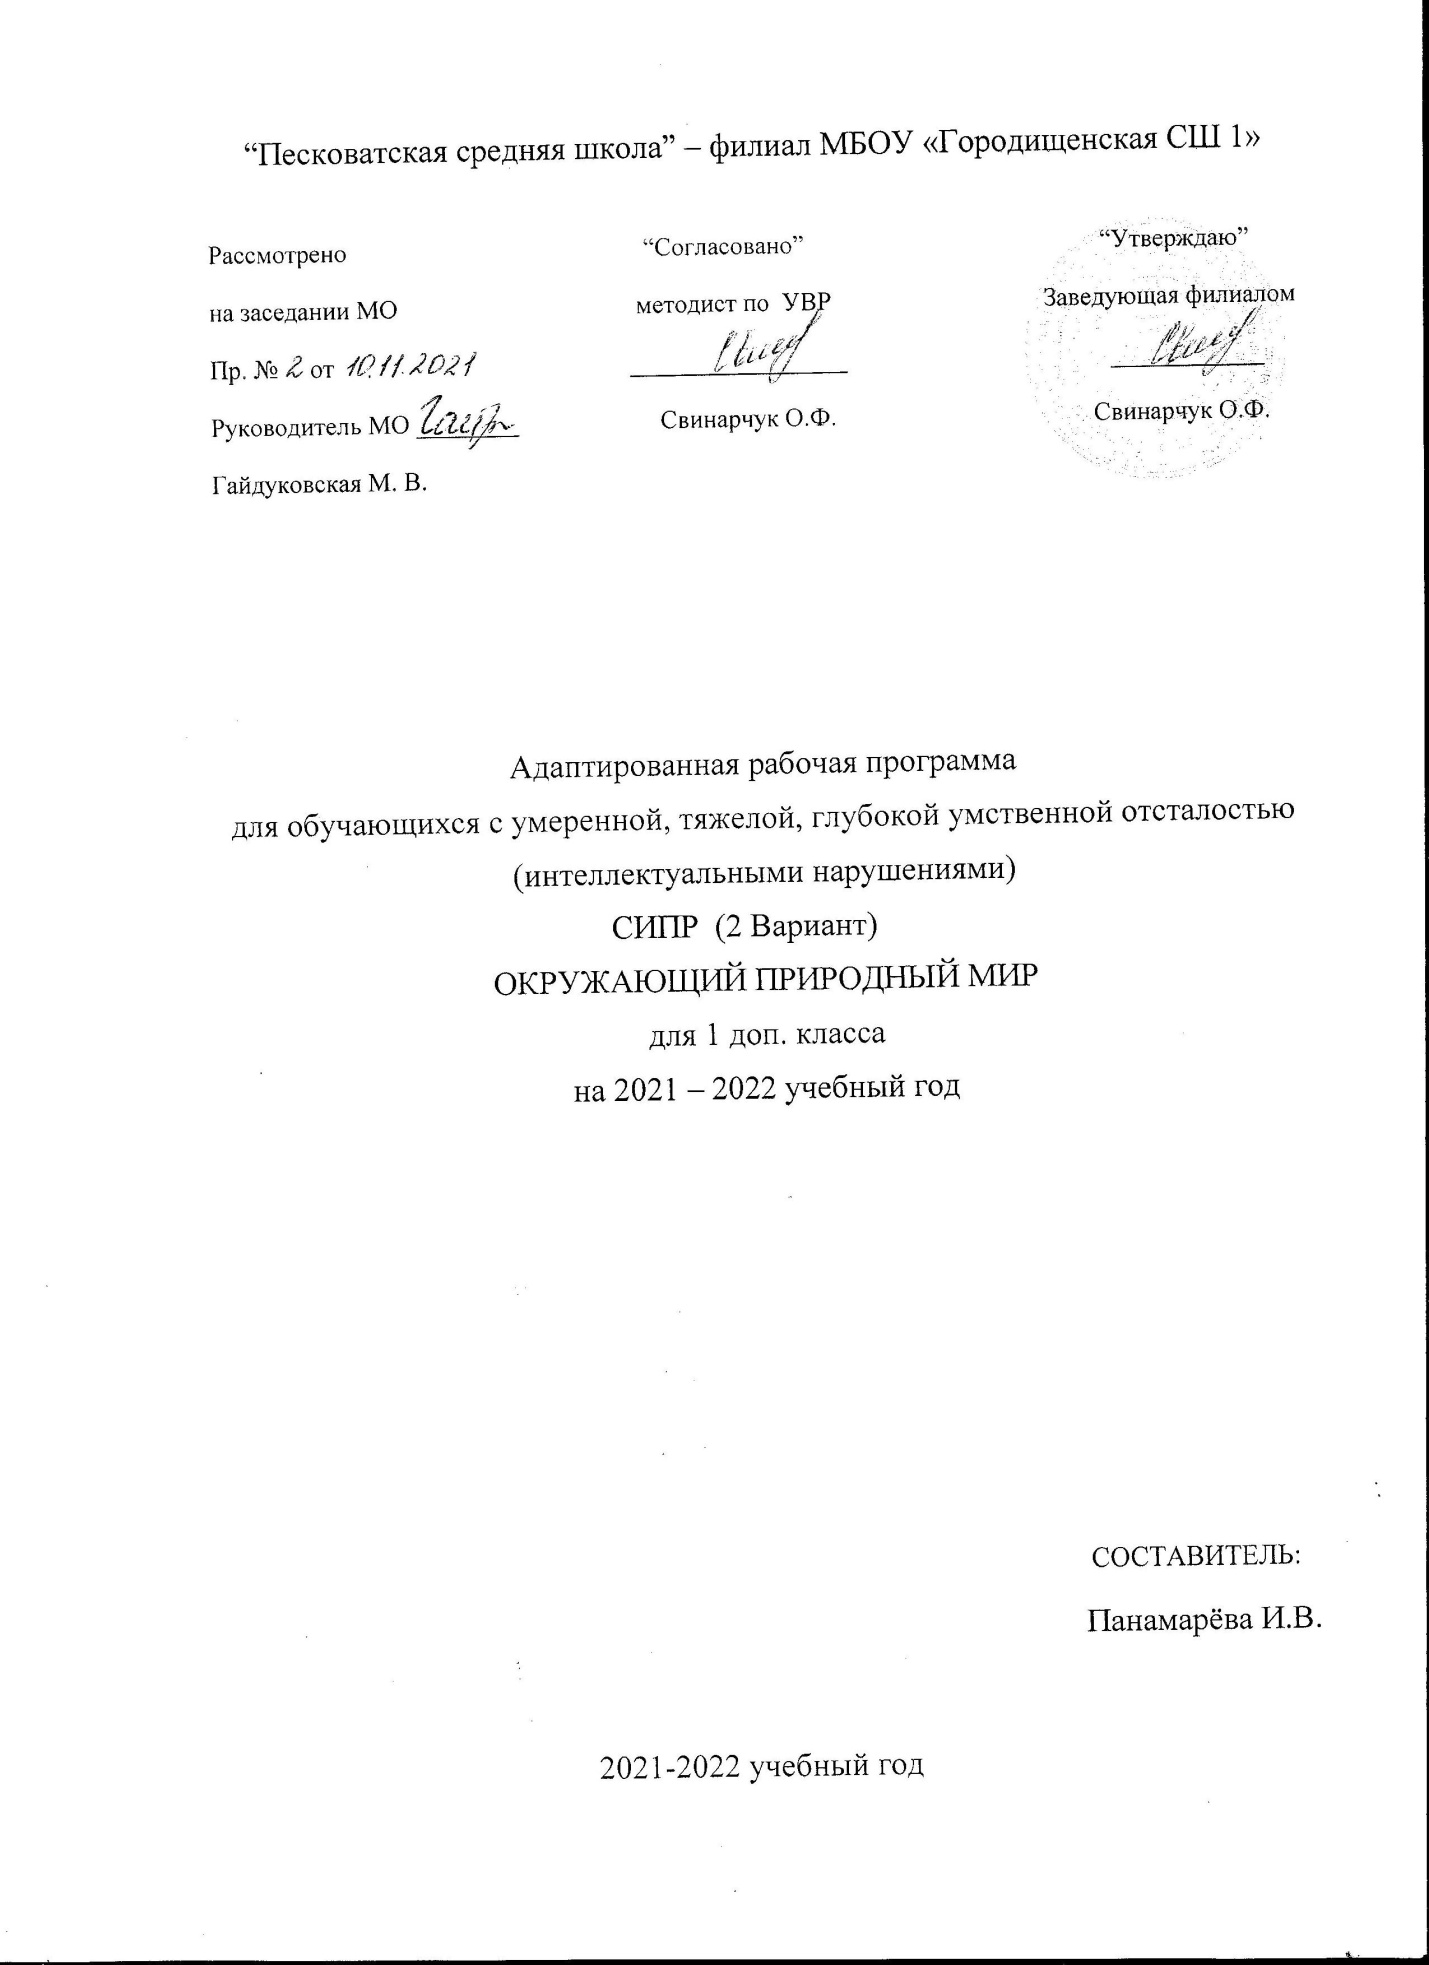 “Песковатская средняя школа” – филиал МБОУ «Городищенская СШ 1»
Рассмотрено
на заседании МО
Пр. № 2 от 10.11.2021
Руководитель МО
Гайдуковская М. В.
“Согласовано”
методист по УВР
Свинарчук О.Ф.
“Утверждаю”
Заведующая филиалом
Свинарчук О.Ф.
Адаптированная рабочая программа
для обучающихся с умеренной, тяжелой, глубокой умственной отсталостью
(интеллектуальными нарушениями)
СИПР (2 Вариант)
ОКРУЖАЮЩИЙ ПРИРОДНЫЙ МИР
для 1 доп. класса
на 2021 – 2022 учебный год
СОСТАВИТЕЛЬ:
Панамарёва И.В.
2021-2022 учебный год